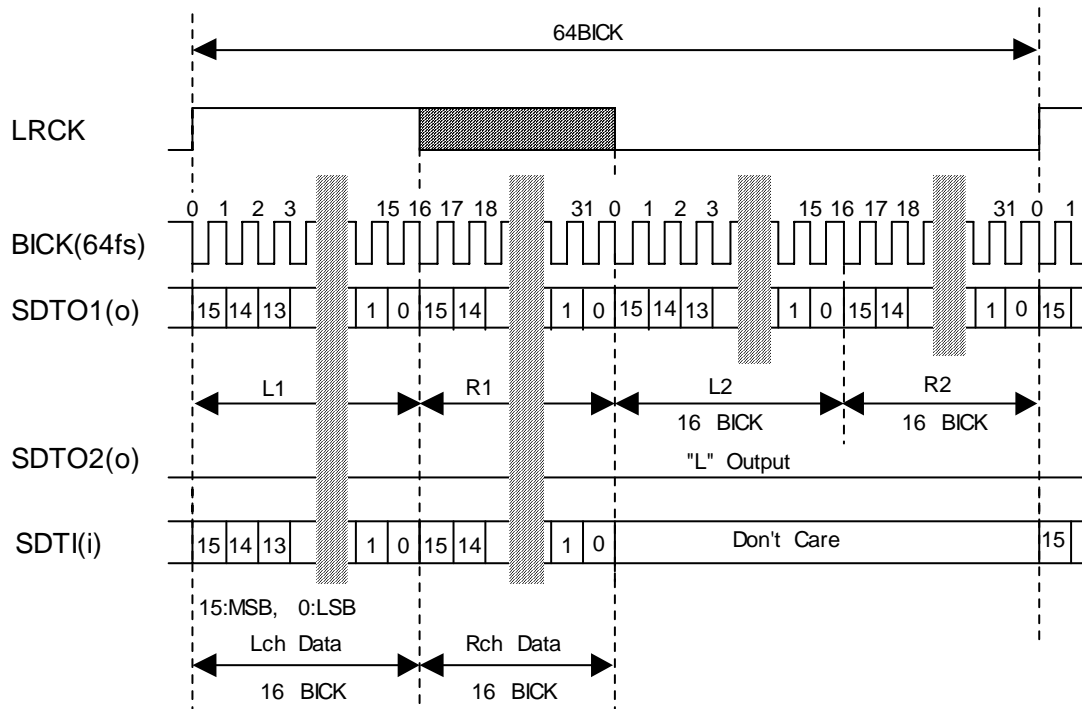 64BICK
LRCK
0 1 2 3 15 16 17 18 31 0 1 2 3 15 16 17 18 31 0 1
BICK(64fs)
SDTO1(o) 15 14 13 1 0 15 14 1 0 15 14 13 1 0 15 14 1 0 15
L1 R1 L2 R2
16 BICK 16 BICK
SDTO2(o) "L" Output
SDTI(i) 15 14 13 1 0 15 14 1 0 Don't Care 15
15:MSB, 0:LSB
Lch Data Rch Data
16 BICK 16 BICK